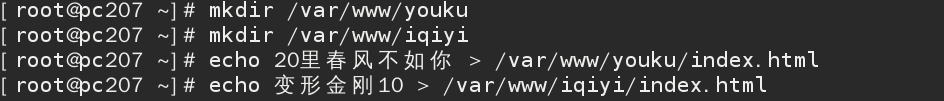 [root@pc207 ~]# mkdir /var/www/youku
[root@pc207 ~]# mkdir /var/www/iqiyi
[root@pc207 ~]# echo 20里春风不如你 > /var/www/youku/index.html
[root@pc207 ~]# echo 变形金刚10 > /var/www/iqiyi/index.html